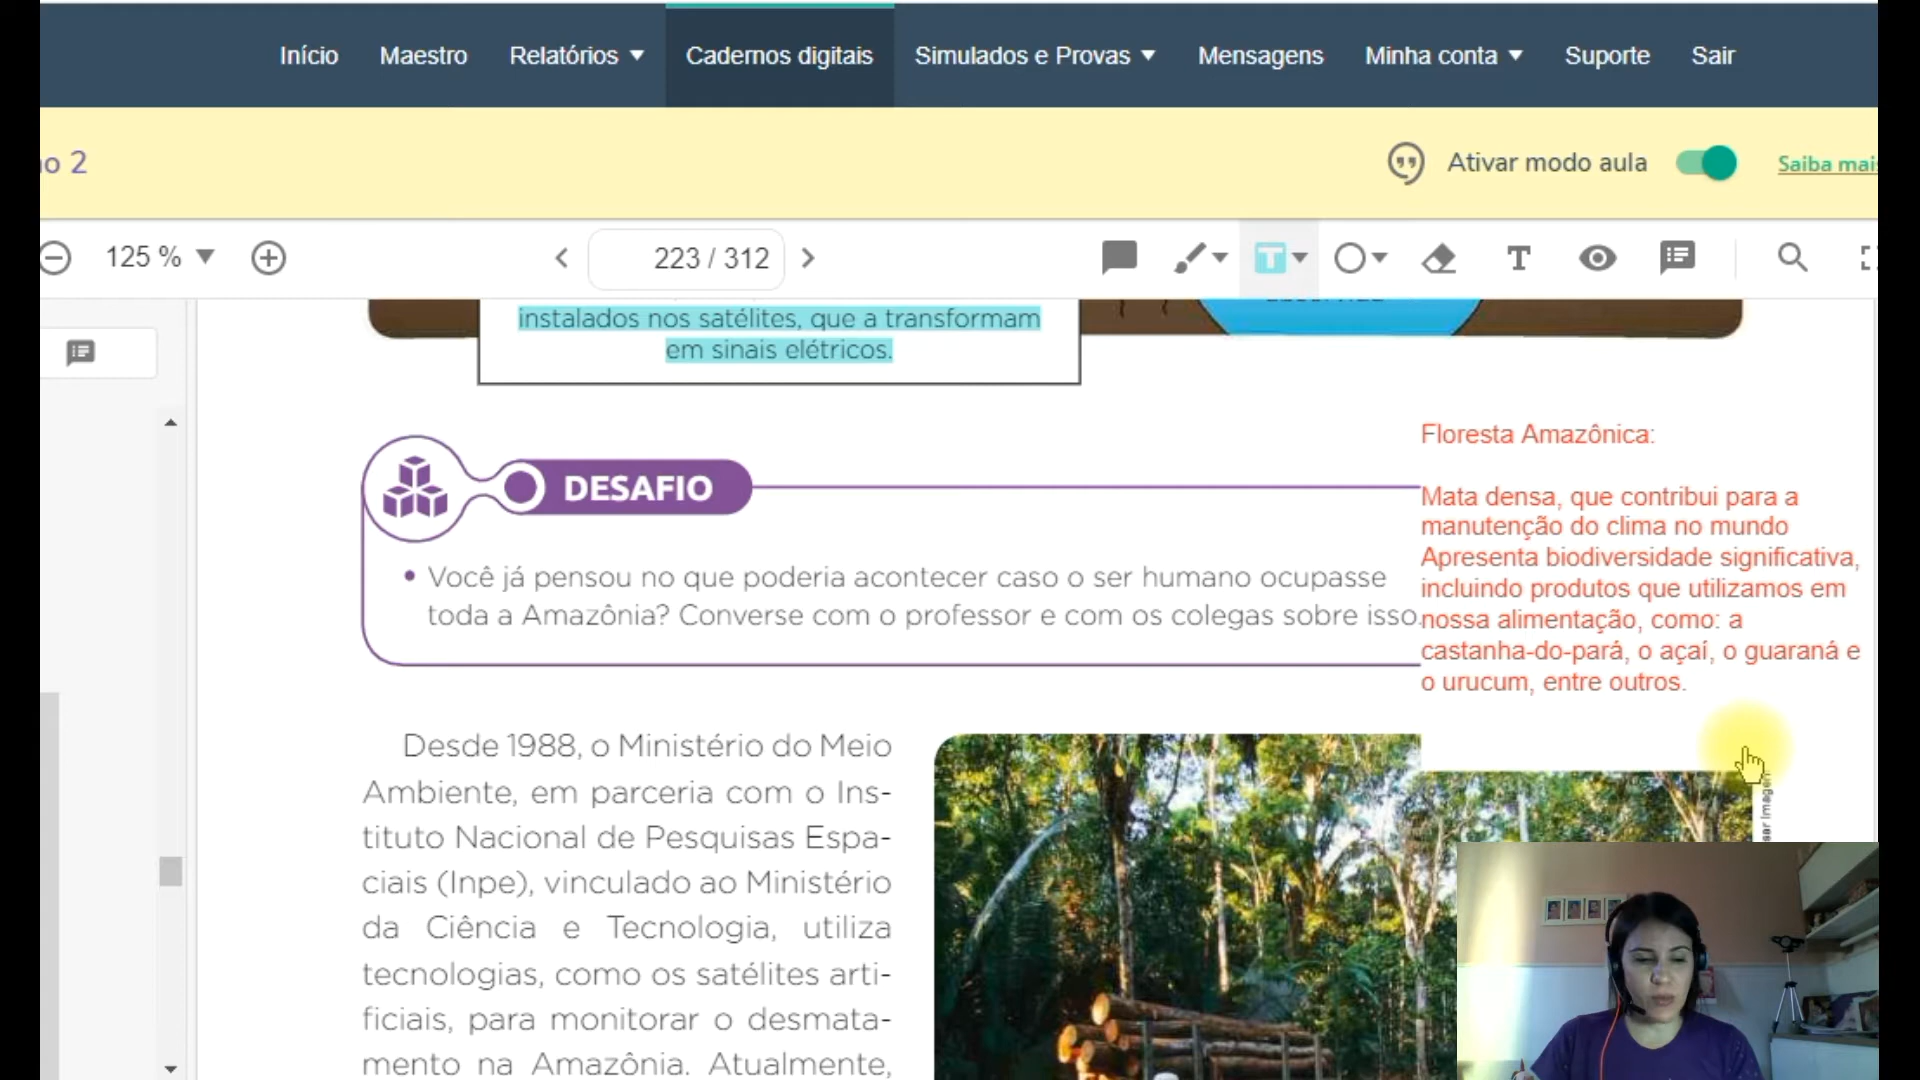 Início Maestro Relatórios Cadernos digitais Simulados e Provas Mensagens Minha conta Suporte Sair
o 2
Ativar modo aula
Saiba mais
125 %
223 / 312
instalados nos satélites, que a transformam
em sinais elétricos.
DESAFIO
• Você já pensou no que poderia acontecer caso o ser humano ocupasse
toda a Amazônia? Converse com o professor e com os colegas sobre isso.
Floresta Amazônica:
Mata densa, que contribui para a
manutenção do clima no mundo
Apresenta biodiversidade significativa,
incluindo produtos que utilizamos em
nossa alimentação, como: a
castanha-do-pará, o açaí, o guaraná e
o urucum, entre outros.
Desde 1988, o Ministério do Meio
Ambiente, em parceria com o Ins-
tituto Nacional de Pesquisas Espa-
ciais (Inpe), vinculado ao Ministério
da Ciência e Tecnologia, utiliza
tecnologias, como os satélites arti-
ficiais, para monitorar o desmata-
mento na Amazônia. Atualmente,